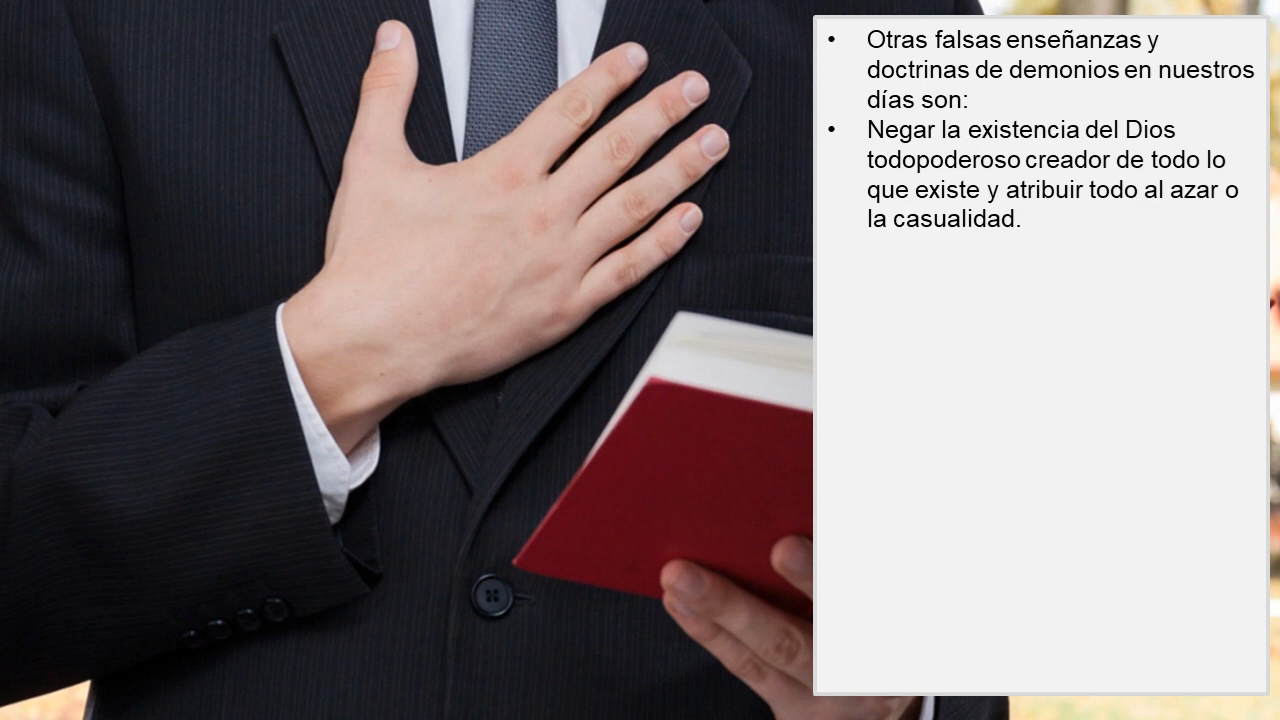 • Otras falsas enseñanzas y
doctrinas de demonios en nuestros
días son:
• Negar la existencia del Dios
todopoderoso creador de todo lo
que existe y atribuir todo al azar o
la casualidad.